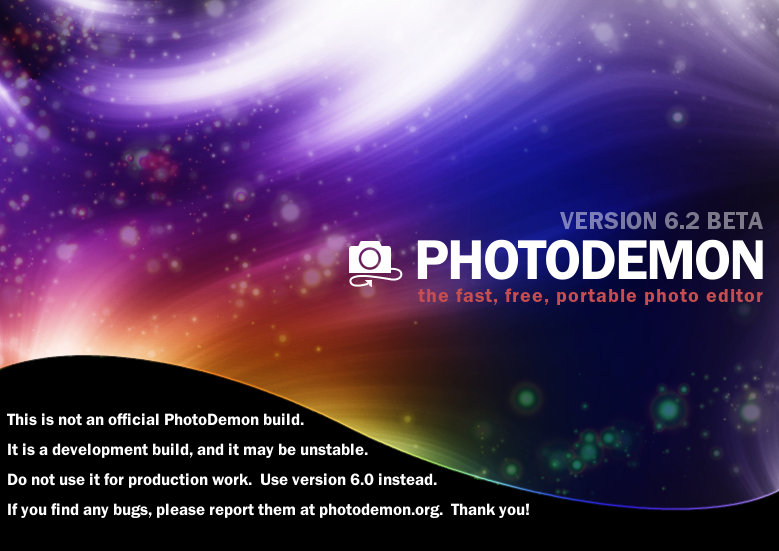 VERSION 6.2 BETA
PHOTODEMON
the fast, free, portable photo editor
This is not an official PhotoDemon build.
It is a development build, and it may be unstable.
Do not use it for production work.  Use version 6.0 instead.
If you find any bugs, please report them at photodemon.org.  Thank you!